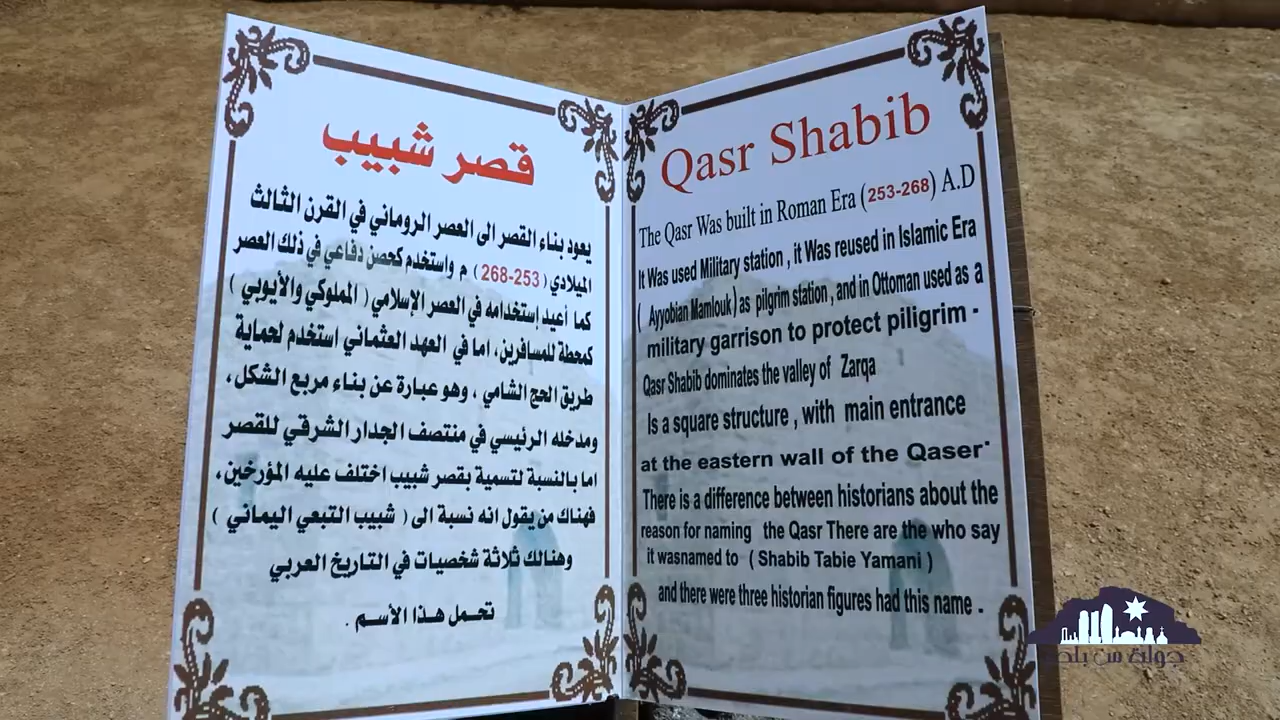 قصر شبيب
يعود بناء القصر الى العصر الروماني في القرن الثالث
الميلادي ( 253-268 ) م واستخدم كحصن دفاعي في ذلك العصر
كما أعيد إستخدامه في العصر الإسلامي ( المملوكي والأيوبي )
كمحطة للمسافرين، اما في العهد العثماني استخدم لحماية
طريق الحج الشامي ، وهو عبارة عن بناء مربع الشكل،
ومدخله الرئيسي في منتصف الجدار الشرقي للقصر
اما بالنسبة لتسمية بقصر شبيب اختلف عليه المؤرخين،
فهناك من يقول انه نسبة الى ( شبيب التبعي اليماني )
وهنالك ثلاثة شخصيات في التاريخ العربي
تحمل هذا الأسم .
Qasr Shabib
The Qasr Was built in Roman Era (253-268) A.D
It Was used Military station , it Was reused in Islamic Era
( Ayyobian Mamlouk ) as pilgrim station , and in Ottoman used as a
military garrison to protect piligrim -
Qasr Shabib dominates the valley of Zarqa
Is a square structure , with main entrance
at the eastern wall of the Qaser·
There is a difference between historians about the
reason for naming the Qasr There are the who say
it wasnamed to ( Shabib Tabie Yamani )
and there were three historian figures had this name -
جولة من بلدي